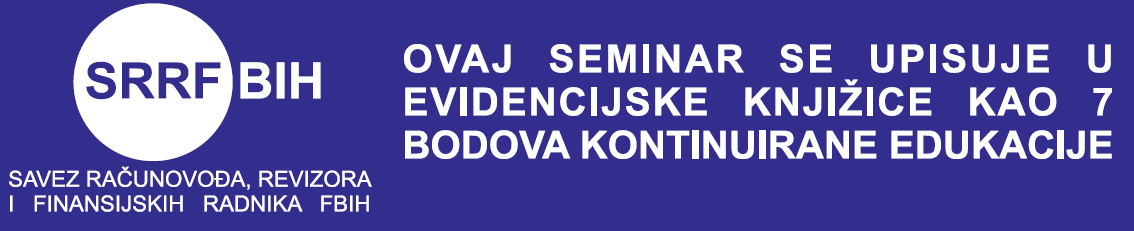 SRRF BIH
SAVEZ RAČUNOVOĐA, REVIZORA
I FINANSIJSKIH RADNIKA FBIH
OVAJ SEMINAR SE UPISUJE U
EVIDENCIJSKE KNJIŽICE KAO 7
BODOVA KONTINUIRANE EDUKACIJE